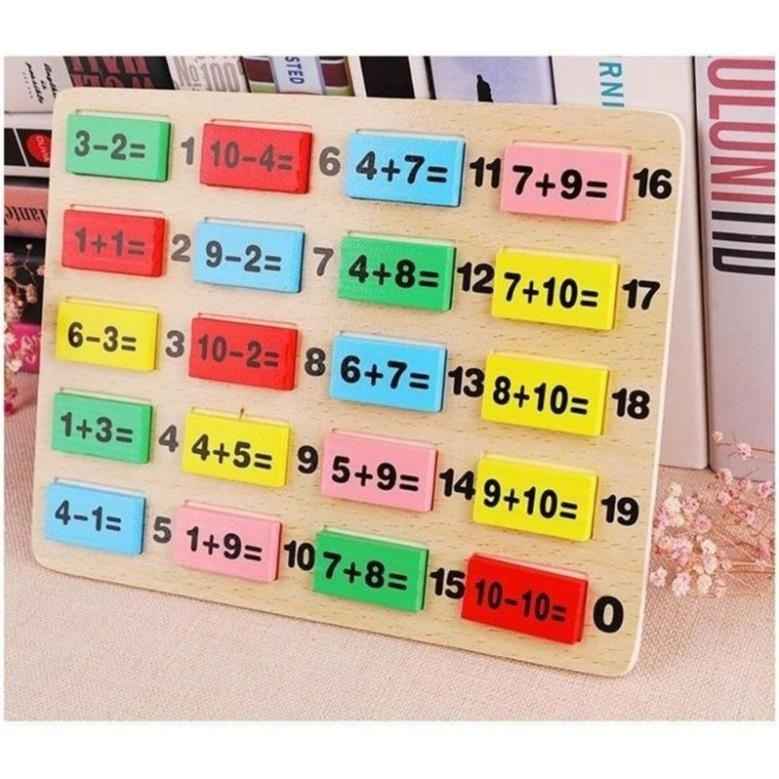 3-2= 1 10-4= 6 4+7= 11 7+9= 16
1+1= 2 9-2= 7 4+8= 12 7+10= 17
6-3= 3 10-2= 8 6+7= 13 8+10= 18
1+3= 4 4+5= 9 5+9= 14 9+10= 19
4-1= 5 1+9= 10 7+8= 15 10-10= 0